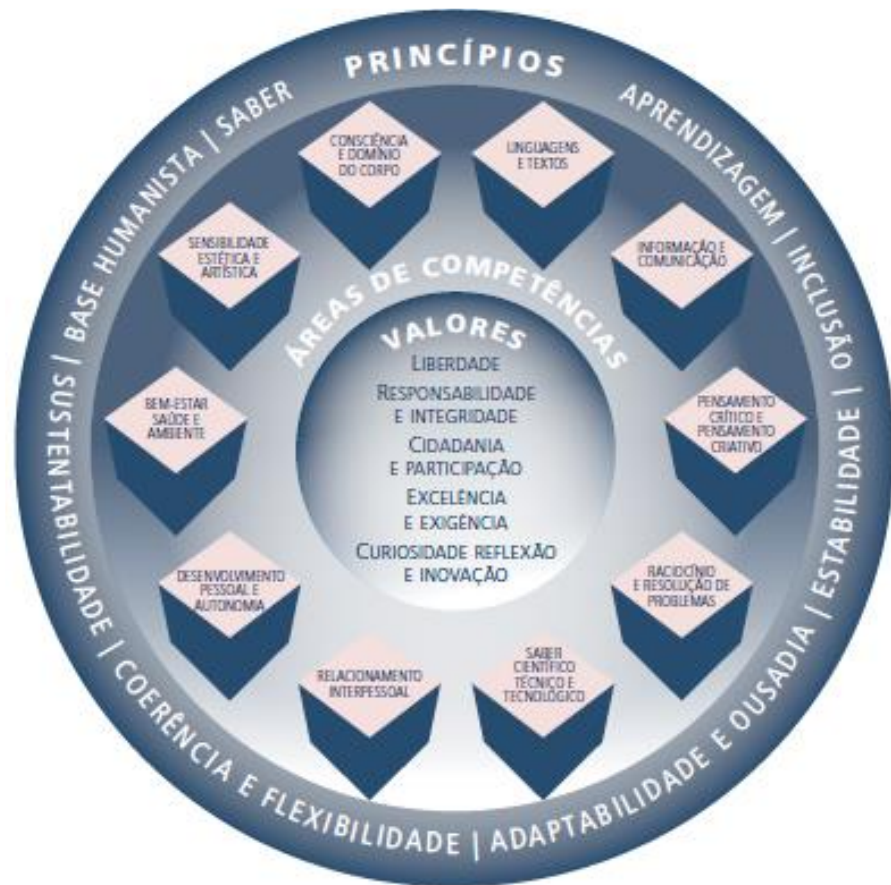 PRINCÍPIOS
APRENDIZAGEM | INCLUSÃO | ESTABILIDADE | ADAPTABILIDADE E OUSADIA | COERÊNCIA E FLEXIBILIDADE | SUSTENTABILIDADE | BASE HUMANISTA | SABER
ÁREAS DE COMPETÊNCIAS
LINGUAGENS
E TEXTOS
INFORMAÇÃO E
COMUNICAÇÃO
PENSAMENTO
CRÍTICO E
PENSAMENTO
CRIATIVO
RACIOCÍNIO
E RESOLUÇÃO DE
PROBLEMAS
SABER
CIENTÍFICO
TÉCNICO E
TECNOLÓGICO
RELACIONAMENTO
INTERPESSOAL
DESENVOLVIMENTO
PESSOAL E
AUTONOMIA
BEM-ESTAR
SAÚDE E
AMBIENTE
SENSIBILIDADE
ESTÉTICA E
ARTÍSTICA
CONSCIÊNCIA
E DOMÍNIO
DO CORPO
VALORES
LIBERDADE
RESPONSABILIDADE
E INTEGRIDADE
CIDADANIA
E PARTICIPAÇÃO
EXCELÊNCIA
E EXIGÊNCIA
CURIOSIDADE REFLEXÃO
E INOVAÇÃO